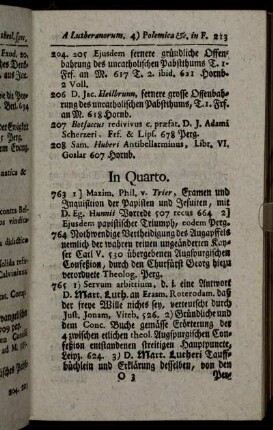 A Lutheranorum. 4) Polemica &c. in F. 213
204. 205 Ejusdem fernere gründliche Offen-
bahrung des uncatholischen Pabstthums T. 1-
Frf. an M. 617 T. 2. ibid, 621 Hornb-
2 Voll.
206 D. Jac. Heilbrunn, fernere grosse Offenbah-
rung des uncatholischen Pabstthums, T. 1. Frf.
an M. 618 Hornb.
207 Botsaccus redivivus c. præfat. D. J. Adami
Scherzeri. Frf. & Lips. 678 Perg.
208 Sam. Huberi Antibellarminus, Libr. VI,
Goslar 607 Hornb.
In Quarto.
763 1] Maxim. Phil. v. Trier, Examen und
Inquisition der Papisten und Jesuiten, mit
D. Eg. Hunnii Vorrede 507 recus 664 2]
Ejusdem papistischer Triumph, eodem Perg.
764 Nothwendige Vertheidigung des Augapffels
nemlich der wahren reinen ungeänderten Kay-
ser Carl V. 530 übergebenen Augspurgischen
Confeßion, durch den Churfürst Georg hiezu
verordnete Theolog, Perg.
765 1) Servum arbitrium, d. i. eine Antwort
D. Mart. Luth. an Erasm. Roterodam. daß
der freye Wille nichts sey, verteutscht durch
Just. Jonam, Viteb, 526. 2) Gründliche und
dem Conc. Buche gemässe Erörterung der
4 zwischen etlichen theol. Augspurgischen Con-
feßion entstandenen streitigen Hauptpuncte,
Leipz. 624. 3) D. Mart. Lutheri Tauff-
büchlein und Erklärung desselben, von den
O 3 Perg